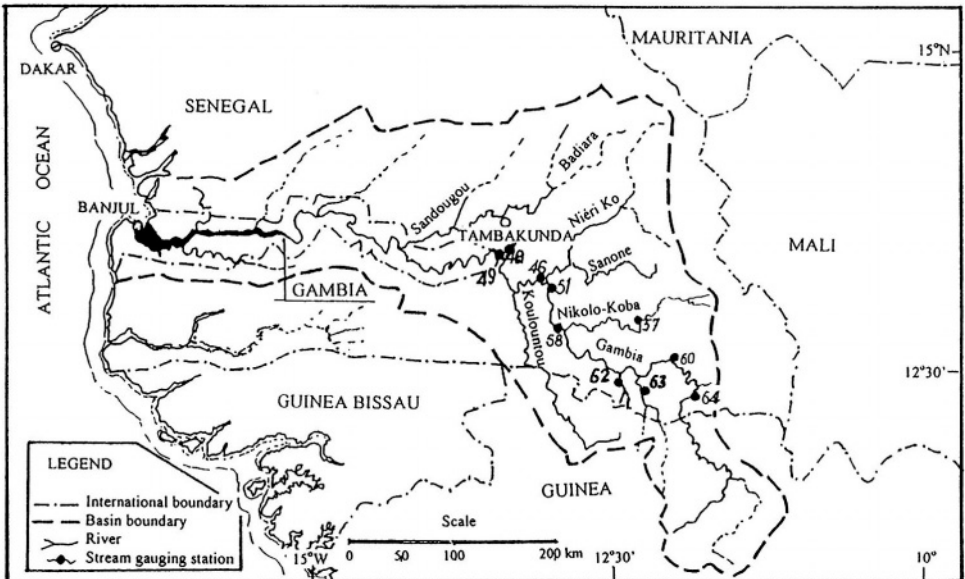 MAURITANIA
15°N
DAKAR
SENEGAL
ATLANTIC OCEAN
Badiara
Sandougou
Niéri Ko
BANJUL
TAMBAKUNDA
48
49
46
51
Sanone
MALI
GAMBIA
Koulountou
Nikolo-Koba
57
58
Gambia
60
62
63
64
12°30'
GUINEA BISSAU
GUINEA
LEGEND
International boundary
Basin boundary
River
Stream gauging station
Scale
0 50 100 200 km
15°W
12°30'
10°